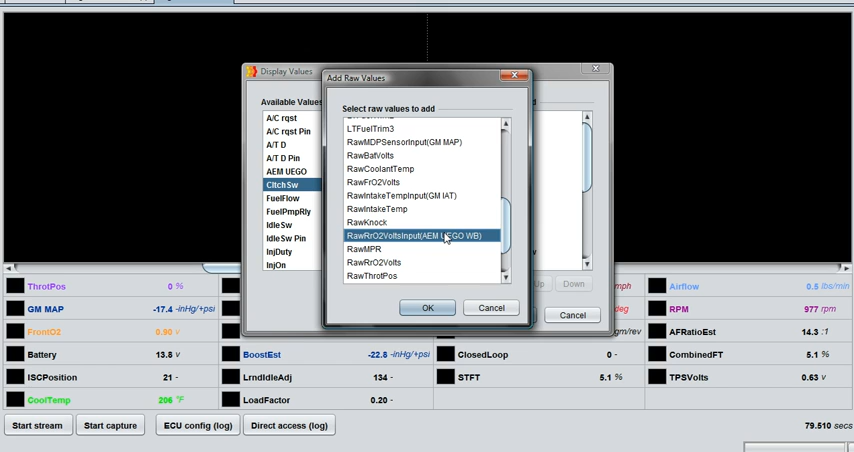 Display Values
Add Raw Values
Available Values
Select raw values to add
A/C rqst
A/C rqst Pin
A/T D
A/T D Pin
AEM UEGO
CltchSw
FuelFlow
FuelPmpRly
IdleSw
IdleSw Pin
InjDuty
InjOn
LTFuelTrim2
LTFuelTrim3
RawMDPSensorInput(GM MAP)
RawBatVolts
RawCoolantTemp
RawFrO2Volts
RawIntakeTempInput(GM IAT)
RawIntakeTemp
RawKnock
RawRrO2VoltsInput(AEM UEGO WB)
RawMPR
RawRrO2Volts
RawThrotPos
OK
Cancel
Up
Down
Cancel
ThrotPos 0 %
mph
Airflow 0.5 lbs/min
GM MAP -17.4 -inHg/+psi
deg
RPM 977 rpm
FrontO2 0.90 v
gm/rev
AFRatioEst 14.3 :1
Battery 13.8 v
BoostEst -22.8 -inHg/+psi
ClosedLoop 0 -
CombinedFT 5.1 %
ISCPosition 21 -
LrndIdleAdj 134 -
STFT 5.1 %
TPSVolts 0.63 v
CoolTemp 206 °F
LoadFactor 0.20 -
Start stream
Start capture
ECU config (log)
Direct access (log)
79.510 secs